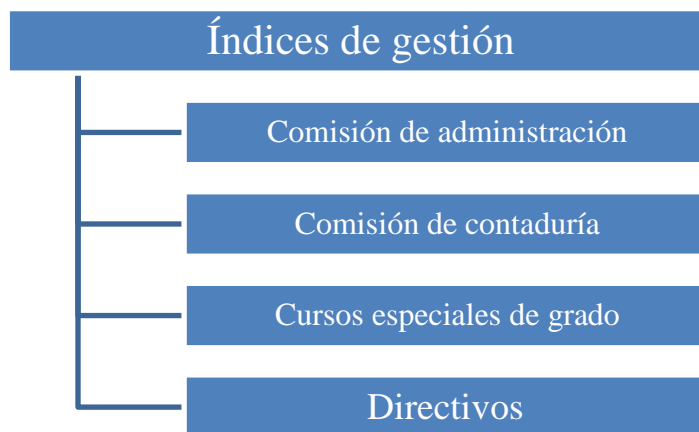 Índices de gestión
Comisión de administración
Comisión de contaduría
Cursos especiales de grado
Directivos